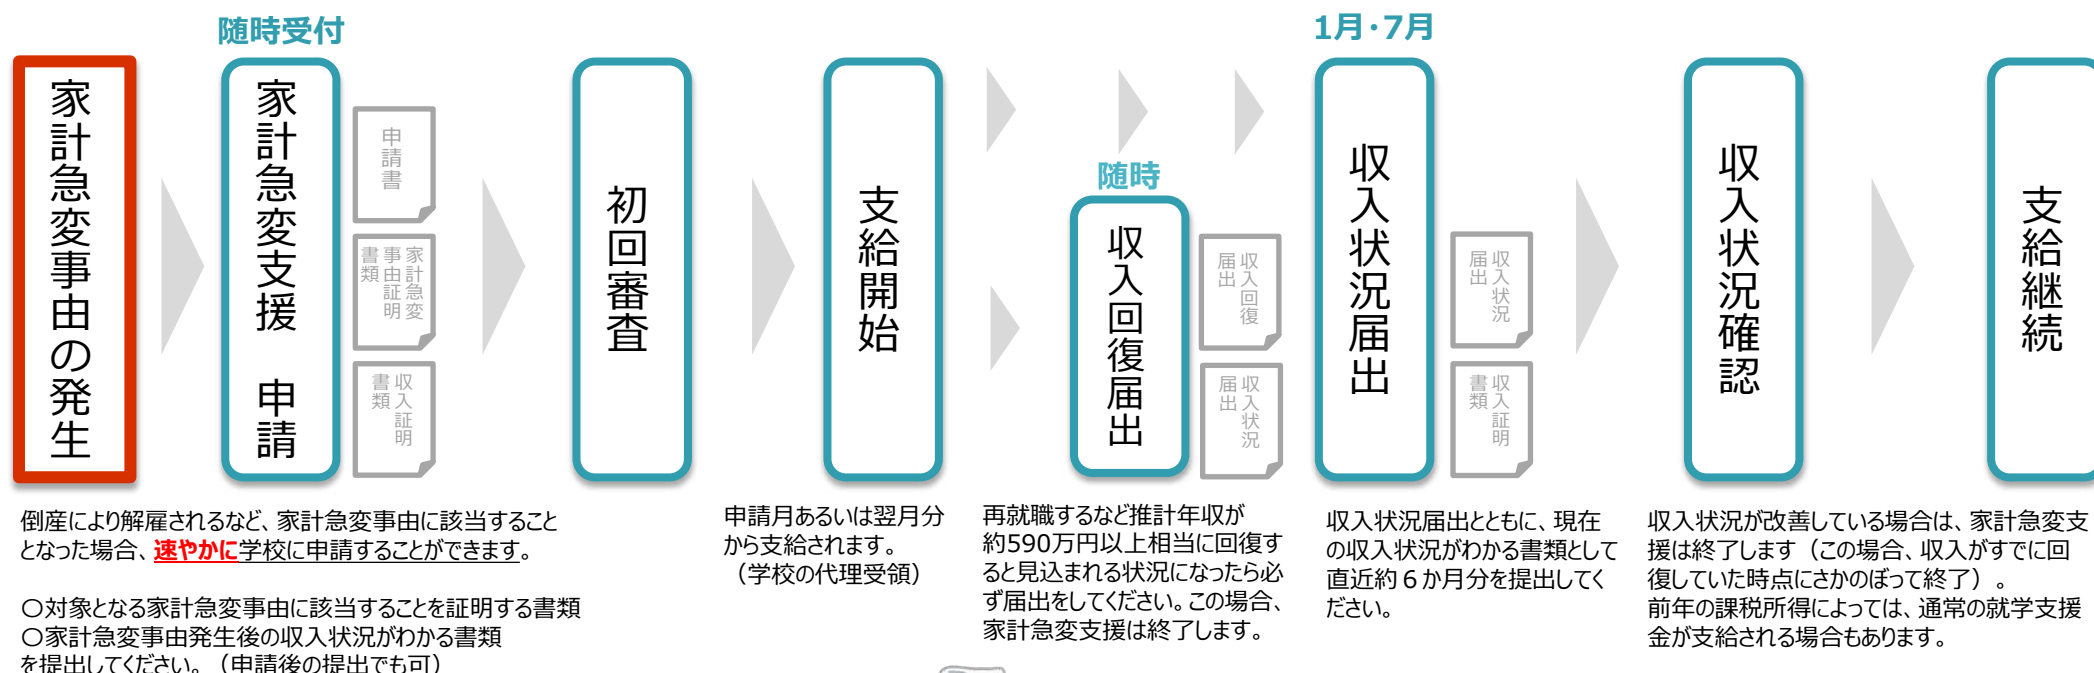 随時受付
1月・7月
家計急変事由の発生
家計急変支援 申請
申請書
家計急変
事由証明
書類
収入証明
書類
初回審査
支給開始
随時
収入回復届出
収入回復
届出
収入状況
届出
収入状況届出
収入状況
届出
収入証明
書類
収入状況確認
支給継続
倒産により解雇されるなど、家計急変事由に該当すること
となった場合、速やかに学校に申請することができます。
〇対象となる家計急変事由に該当することを証明する書類
〇家計急変事由発生後の収入状況がわかる書類
を提出してください。（申請後の提出でも可）
申請月あるいは翌月分
から支給されます。
（学校の代理受領）
再就職するなど推計年収が
約590万円以上相当に回復す
ると見込まれる状況になったら必
ず届出をしてください。この場合、
家計急変支援は終了します。
収入状況届出とともに、現在
の収入状況がわかる書類として
直近約６か月分を提出してく
ださい。
収入状況が改善している場合は、家計急変支
援は終了します（この場合、収入がすでに回
復していた時点にさかのぼって終了）。
前年の課税所得によっては、通常の就学支援
金が支給される場合もあります。